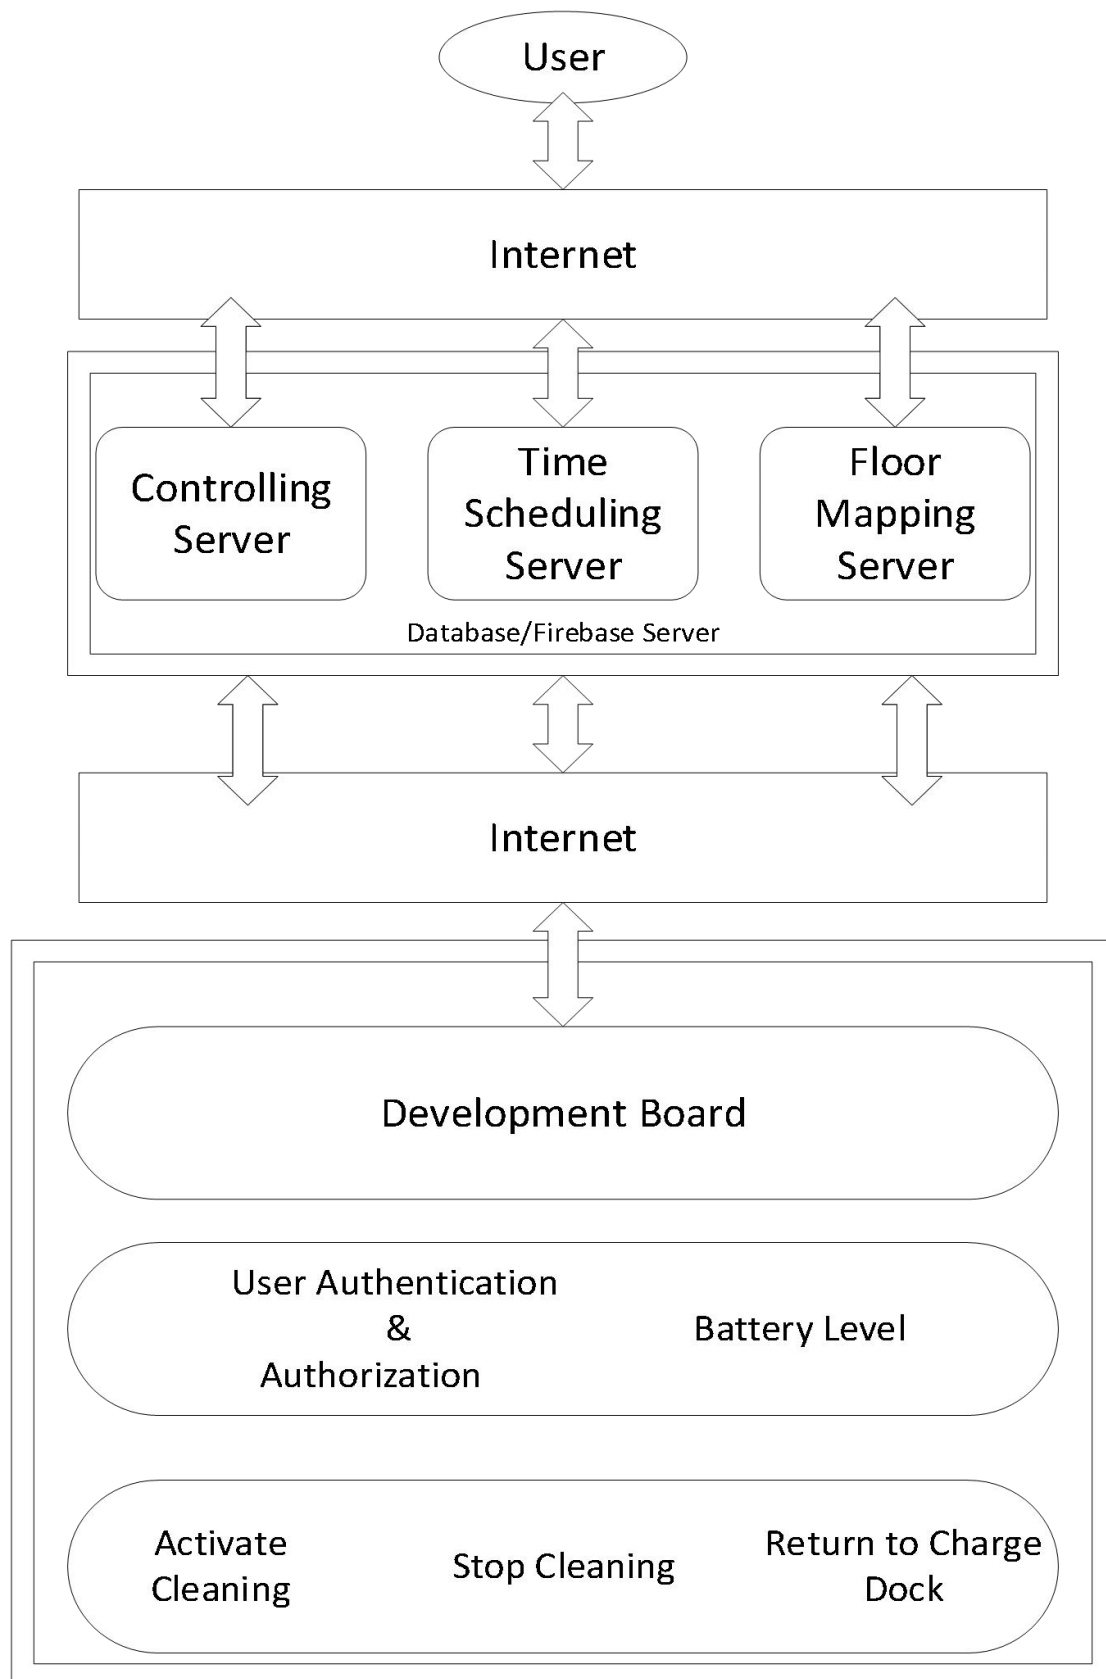 User
Internet
Controlling
Server
Time
Scheduling
Server
Floor
Mapping
Server
Database/Firebase Server
Internet
Development Board
User Authentication
&
Authorization
Battery Level
Activate
Cleaning
Stop Cleaning
Return to Charge
Dock